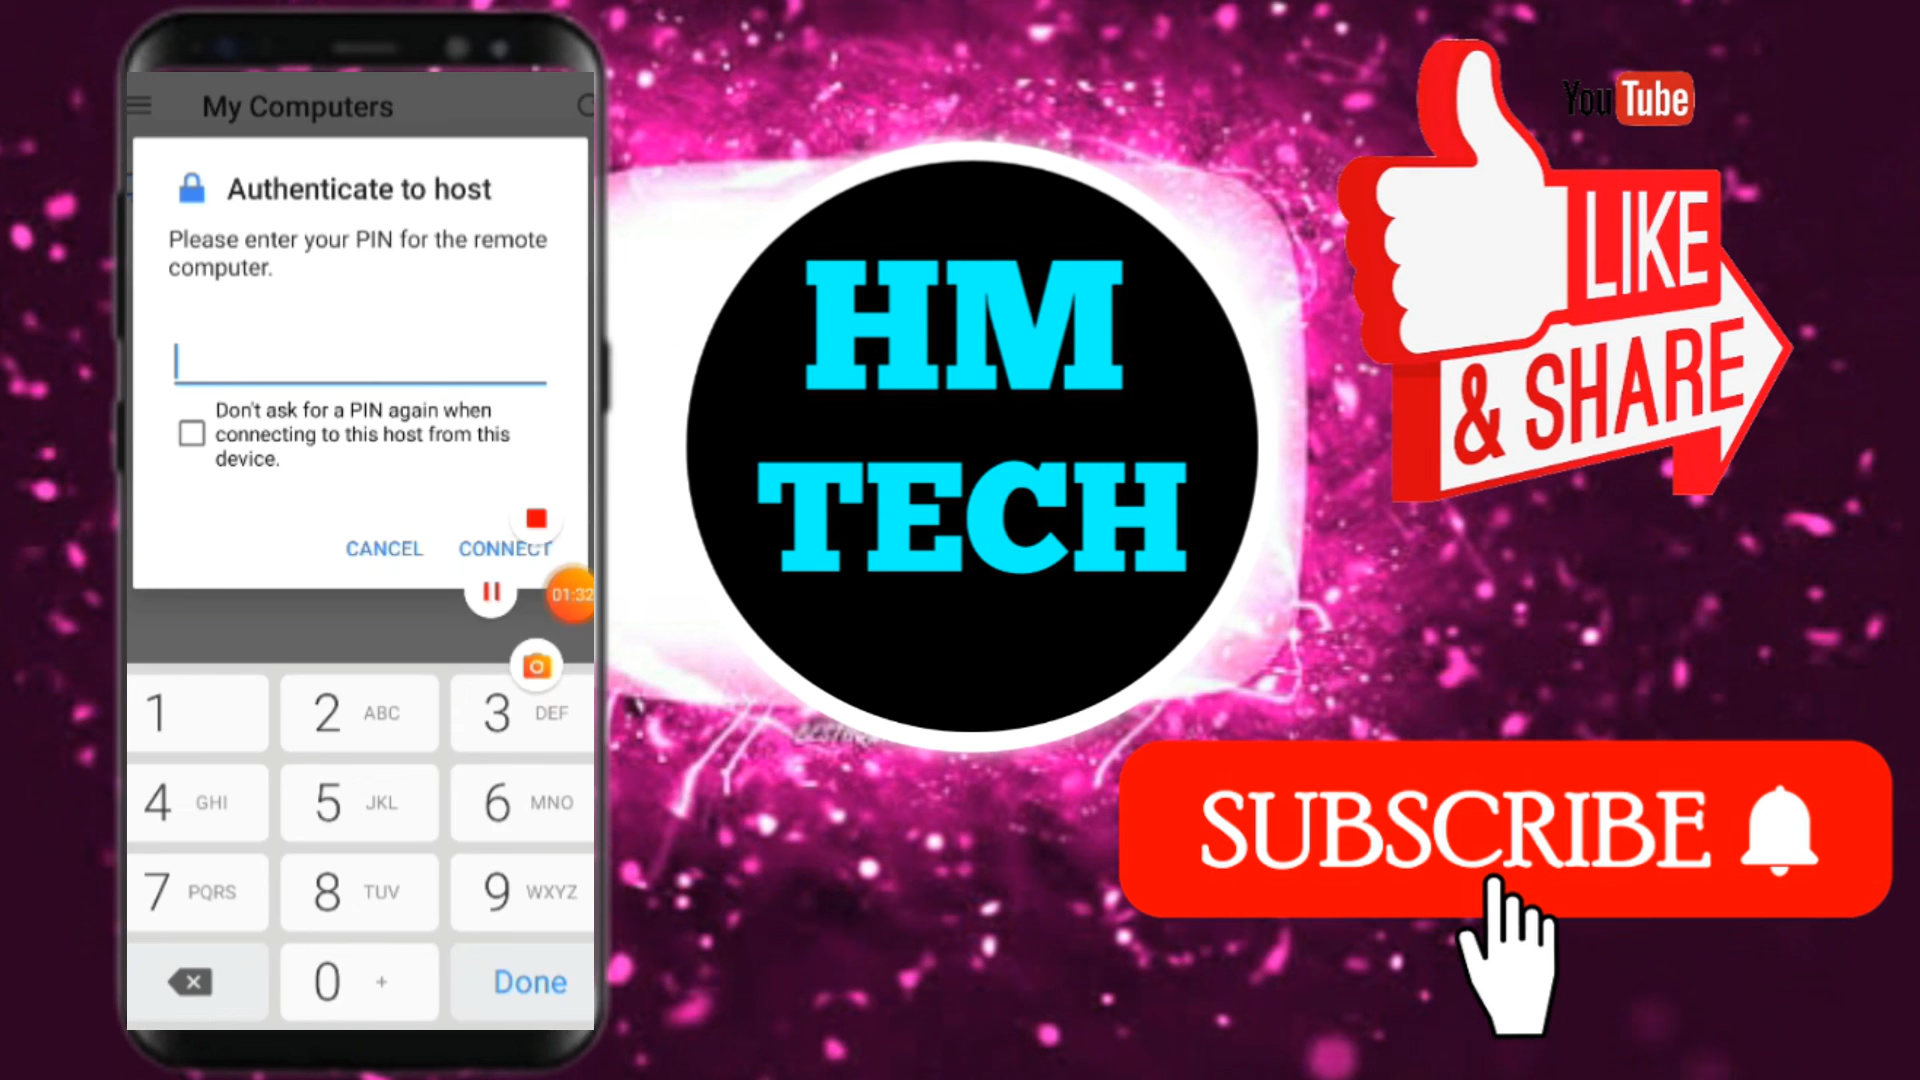 My Computers
Authenticate to host
Please enter your PIN for the remote
computer.
Don't ask for a PIN again when
connecting to this host from this
device.
CANCEL CONNECT
01:32
1
2 ABC
3 DEF
4 GHI
5 JKL
6 MNO
7 PQRS
8 TUV
9 WXYZ
0 +
Done
HM
TECH
YouTube
LIKE
& SHARE
SUBSCRIBE